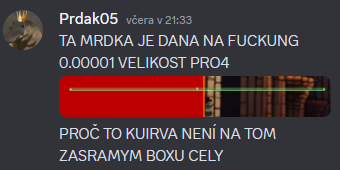 Prdak05 včera v 21:33
TA MRDKA JE DANA NA FUCKUNG
0.00001 VELIKOST PRO4
PROČ TO KUIRVA NENÍ NA TOM
ZASRAMYM BOXU CELY